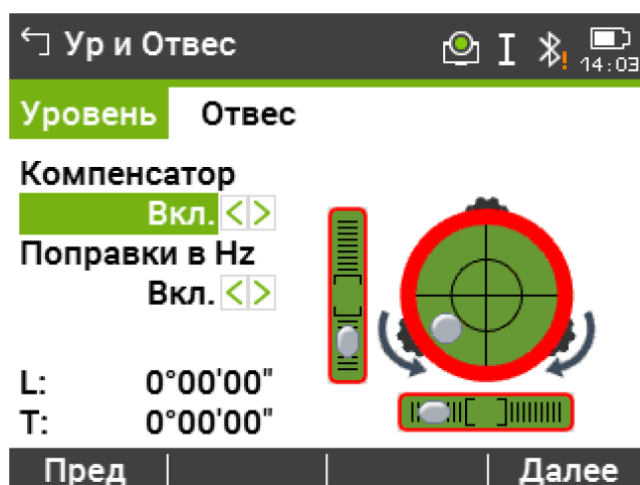 Ур и Отвес
I
14:03
Уровень Отвес
Компенсатор
Вкл.
Поправки в Hz
Вкл.
L: 0°00'00"
T: 0°00'00"
Пред Далее